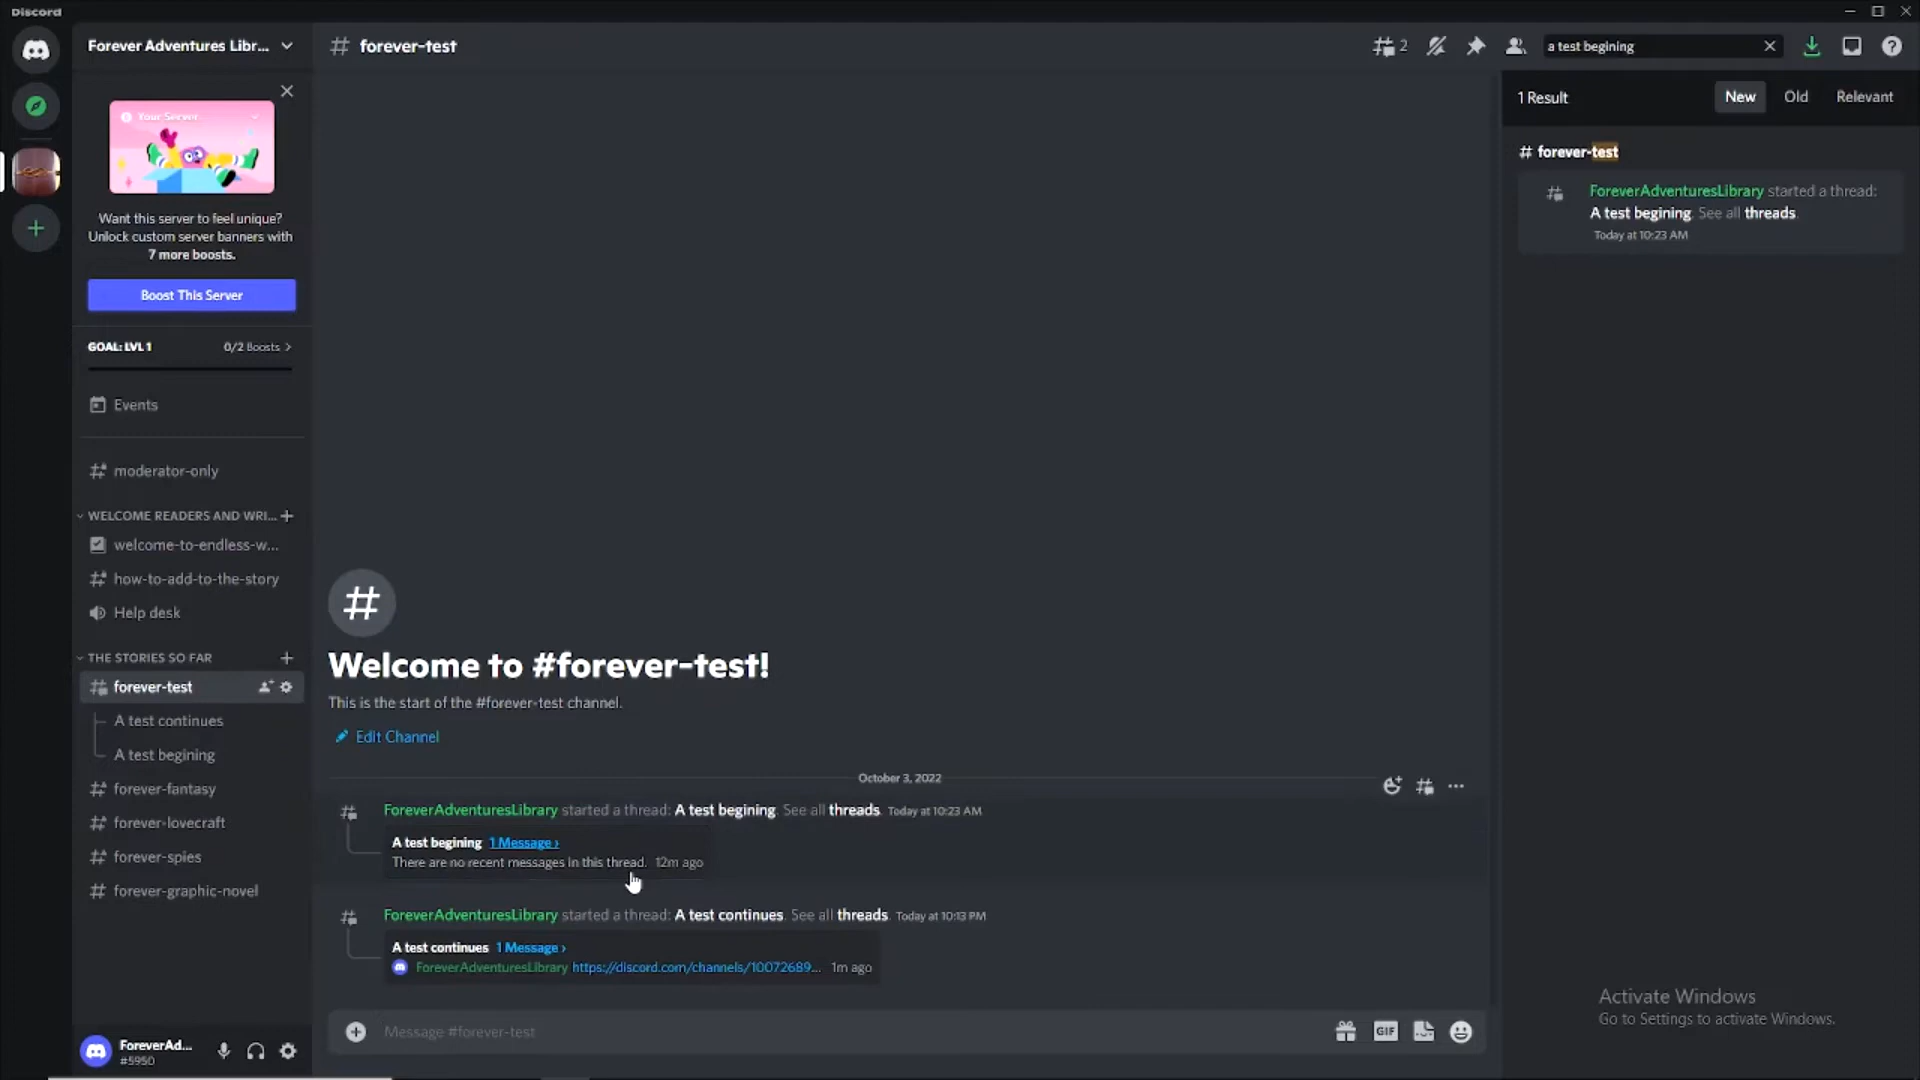 Discord
Forever Adventures Libr...
# forever-test
2
a test begining
Your Server
Want this server to feel unique?
Unlock custom server banners with
7 more boosts.
Boost This Server
GOAL: LVL 1
0/2 Boosts >
Events
moderator-only
WELCOME READERS AND WRI...
welcome-to-endless-w...
how-to-add-to-the-story
Help desk
THE STORIES SO FAR
forever-test
A test continues
A test begining
forever-fantasy
forever-lovecraft
forever-spies
forever-graphic-novel
ForeverAd...
#5950
#
Welcome to #forever-test!
This is the start of the #forever-test channel.
Edit Channel
October 3, 2022
ForeverAdventuresLibrary started a thread: A test begining. See all threads. Today at 10:23 AM
A test begining 1 Message ›
There are no recent messages in this thread. 12m ago
ForeverAdventuresLibrary started a thread: A test continues. See all threads. Today at 10:13 PM
A test continues 1 Message ›
ForeverAdventuresLibrary https://discord.com/channels/10072689... 1m ago
Message #forever-test
GIF
1 Result
New
Old
Relevant
# forever-test
ForeverAdventuresLibrary started a thread:
A test begining. See all threads.
Today at 10:23 AM
Activate Windows
Go to Settings to activate Windows.